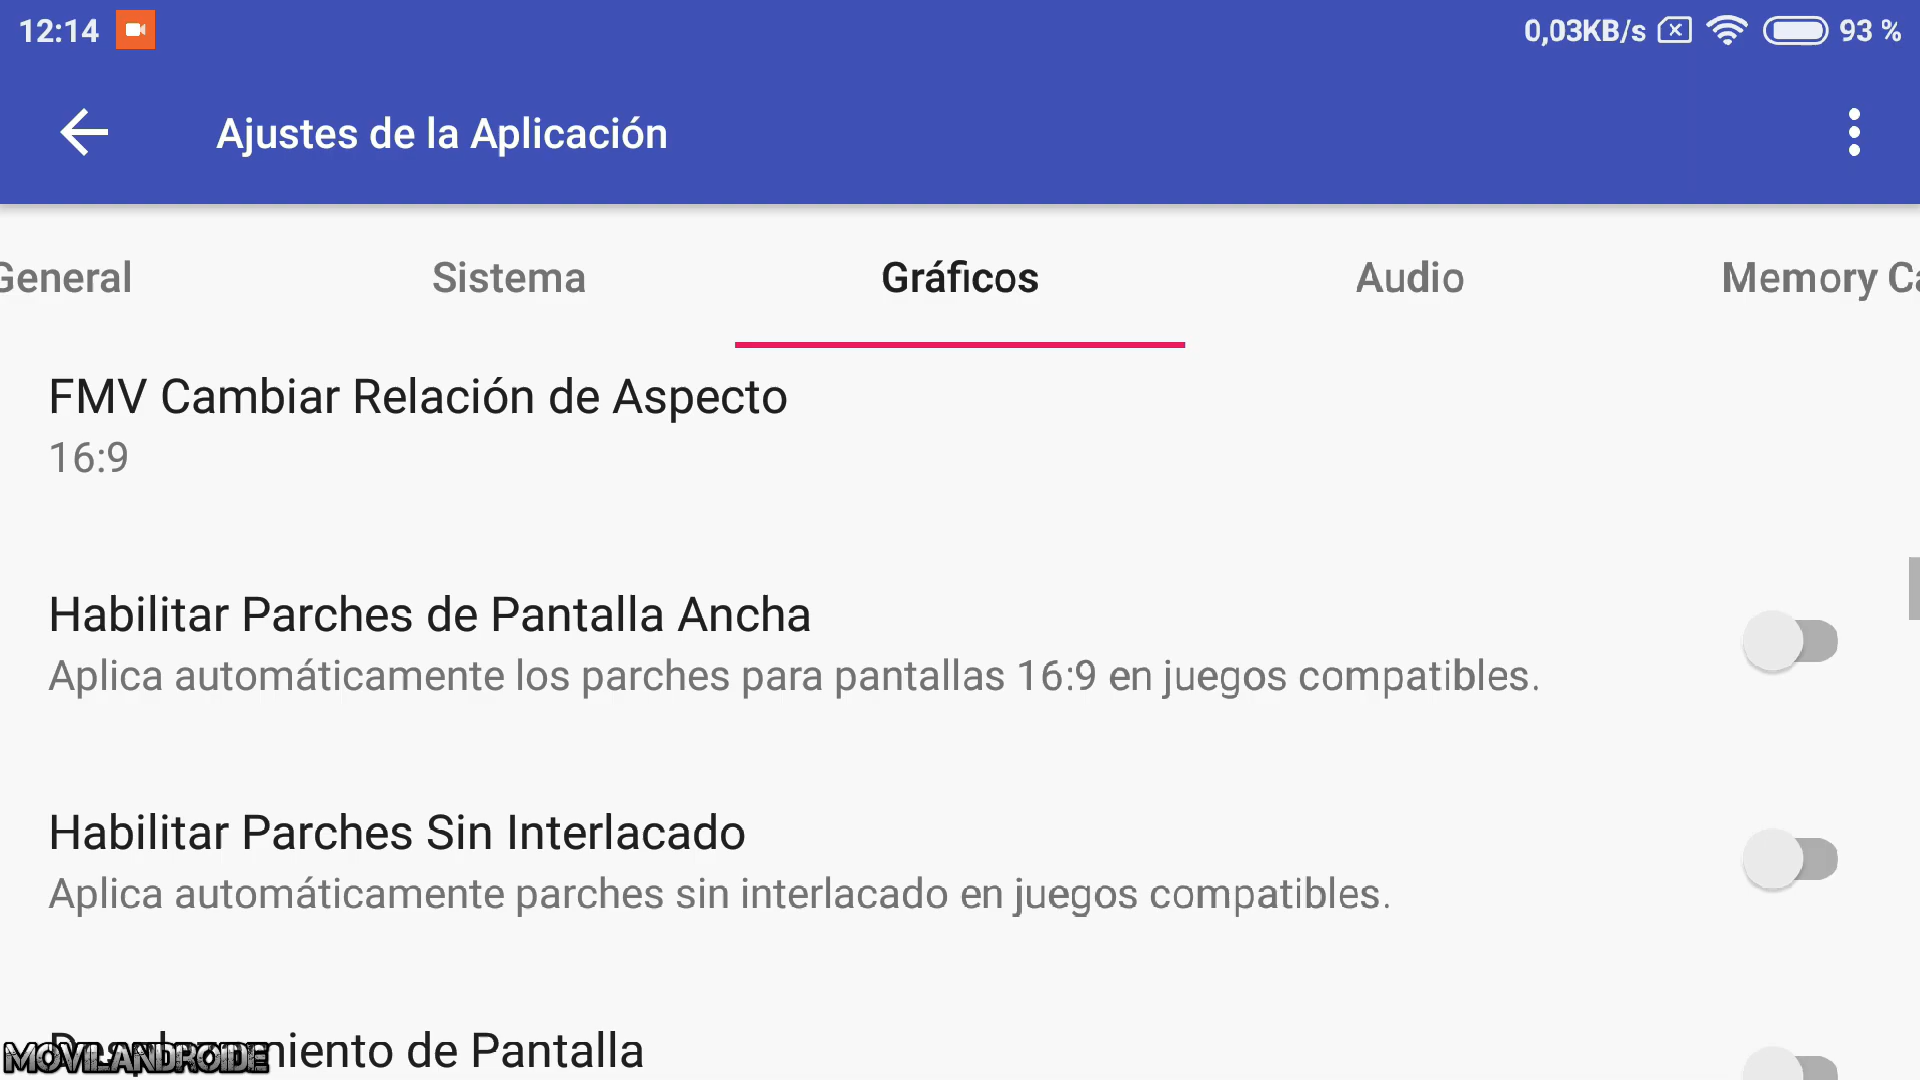 12:14 0,03KB/s 93 %
Ajustes de la Aplicación
General Sistema Gráficos Audio Memory Ca
FMV Cambiar Relación de Aspecto
16:9
Habilitar Parches de Pantalla Ancha
Aplica automáticamente los parches para pantallas 16:9 en juegos compatibles.
Habilitar Parches Sin Interlacado
Aplica automáticamente parches sin interlacado en juegos compatibles.
de Pantalla
MOVILANDROIDE